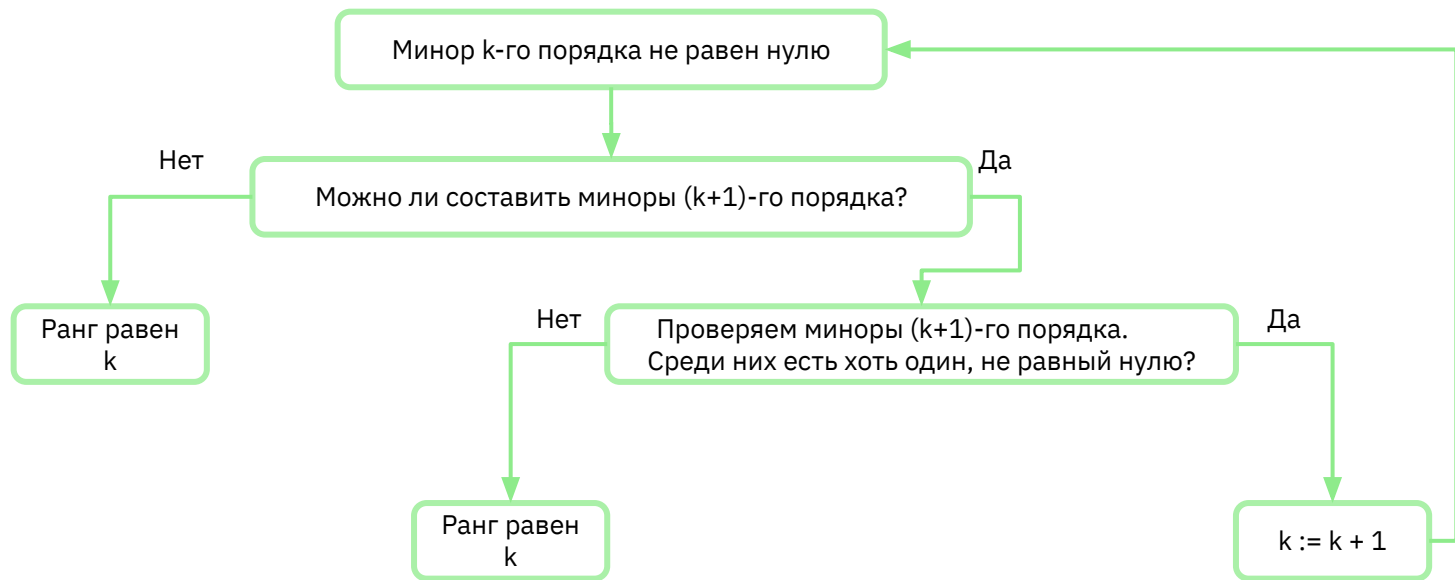 Минор k-го порядка не равен нулю
Нет
Да
Можно ли составить миноры (k+1)-го порядка?
Ранг равен
k
Нет
Проверяем миноры (k+1)-го порядка.
Среди них есть хоть один, не равный нулю?
Да
Ранг равен
k
k := k + 1